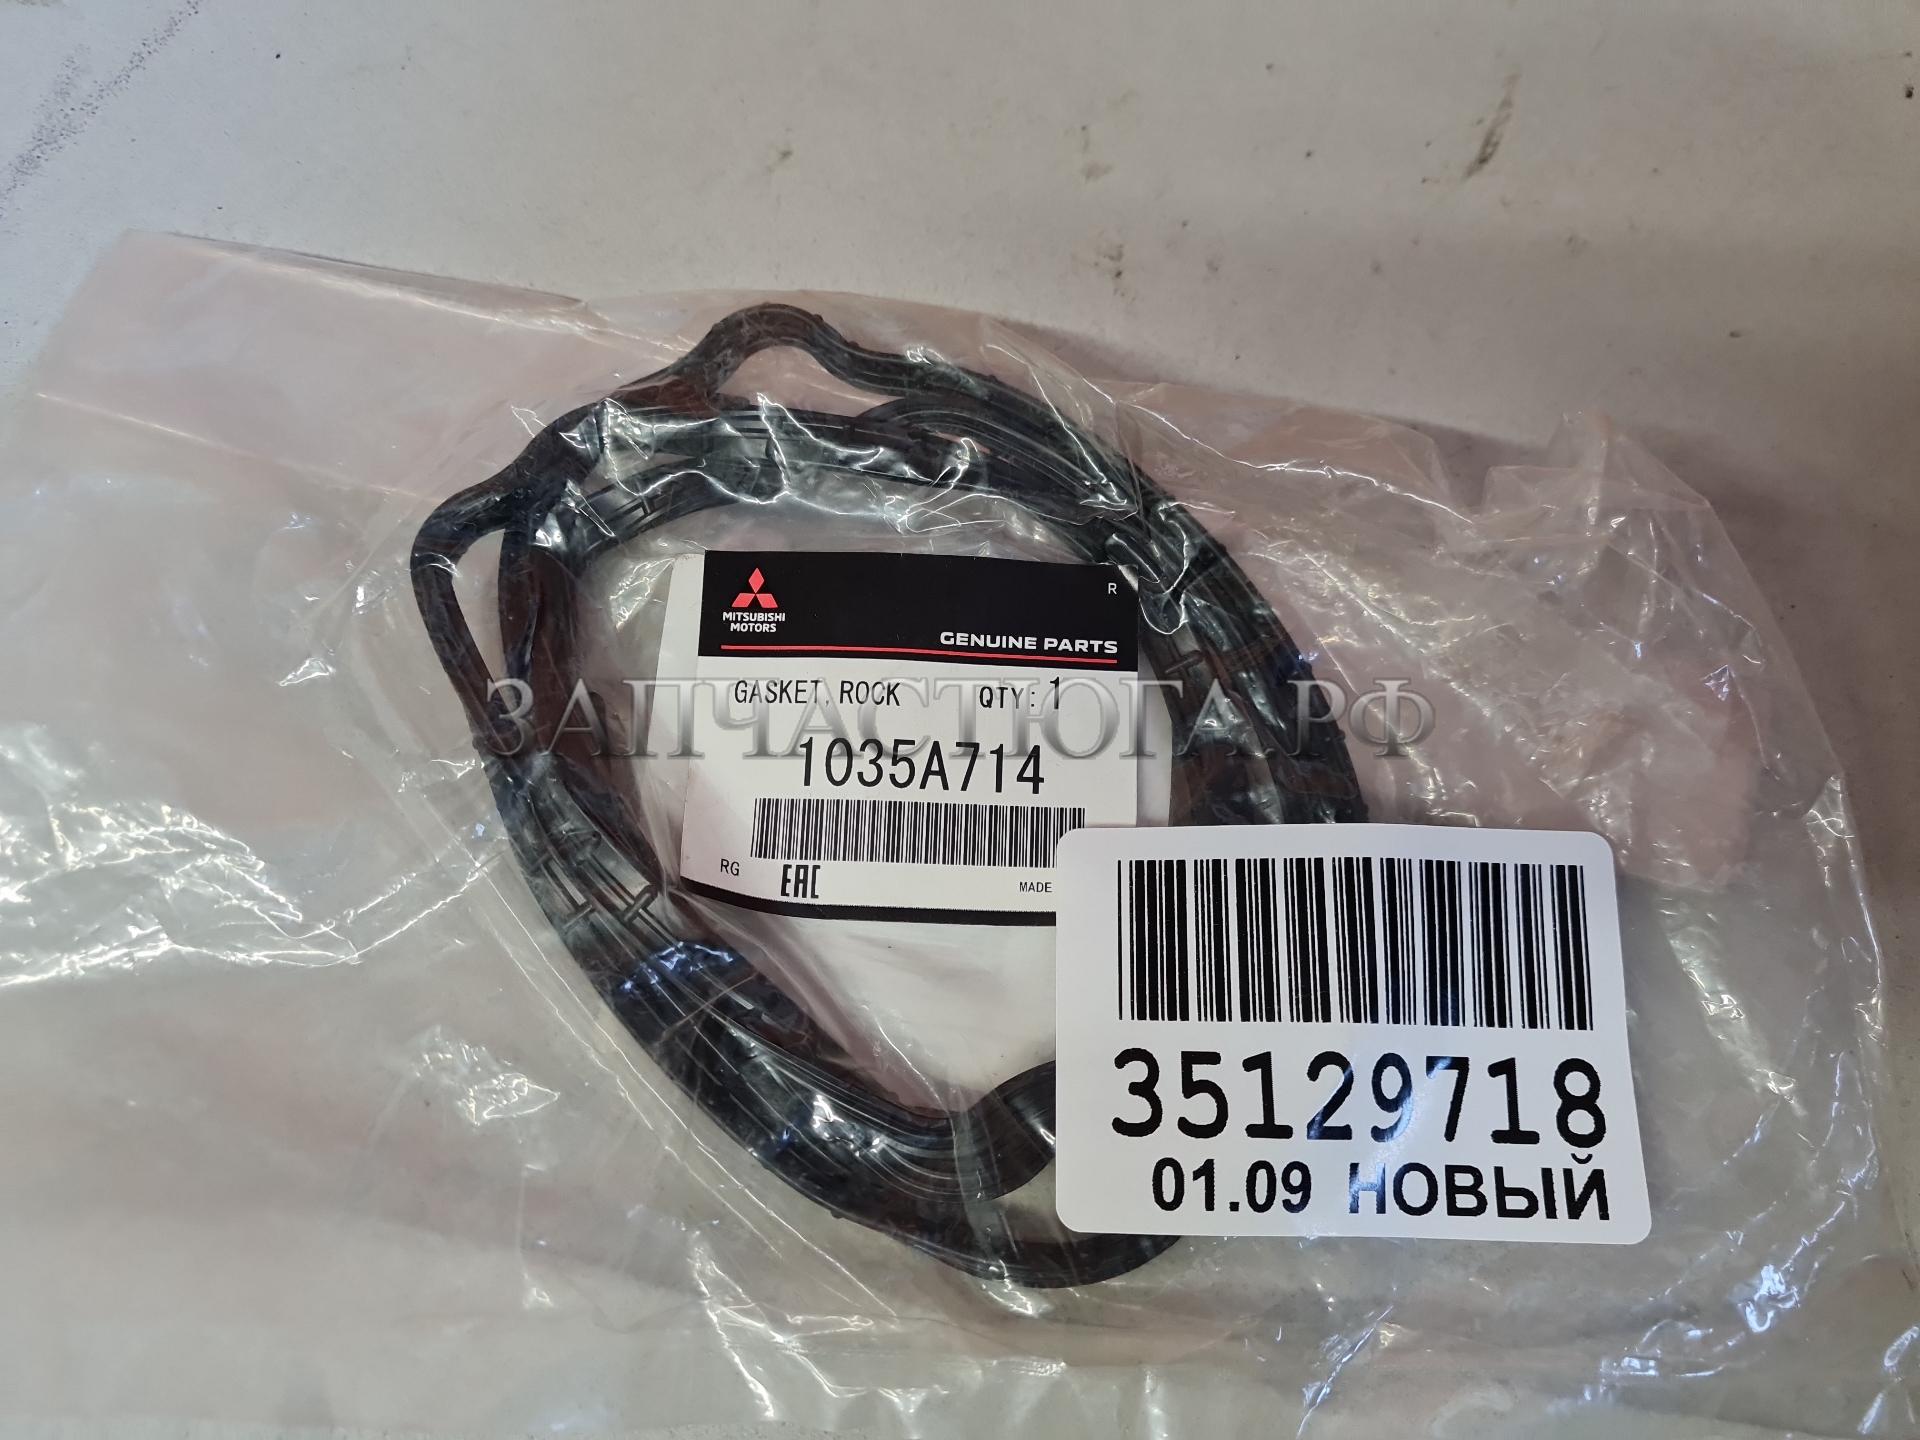 MITSUBISHI
MOTORS
R
GENUINE PARTS
GASKET, ROCK QTY: 1
ЗАПЧАСТЮГА.РФ
1035A714
RG EAC MADE
35129718
01.09 НОВЫЙ